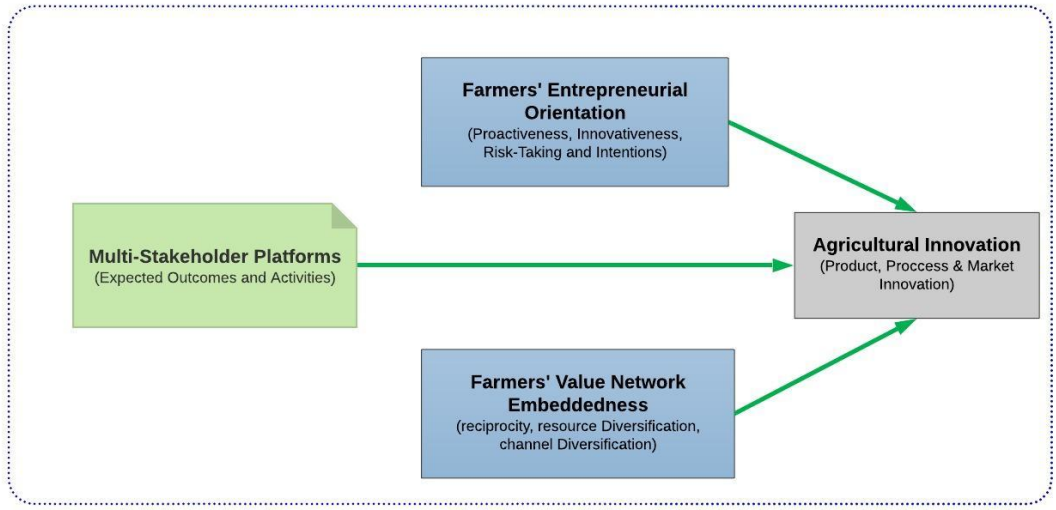 Farmers' Entrepreneurial
Orientation
(Proactiveness, Innovativeness,
Risk-Taking and Intentions)
Multi-Stakeholder Platforms
(Expected Outcomes and Activities)
Agricultural Innovation
(Product, Proccess & Market
Innovation)
Farmers' Value Network
Embeddedness
(reciprocity, resource Diversification,
channel Diversification)